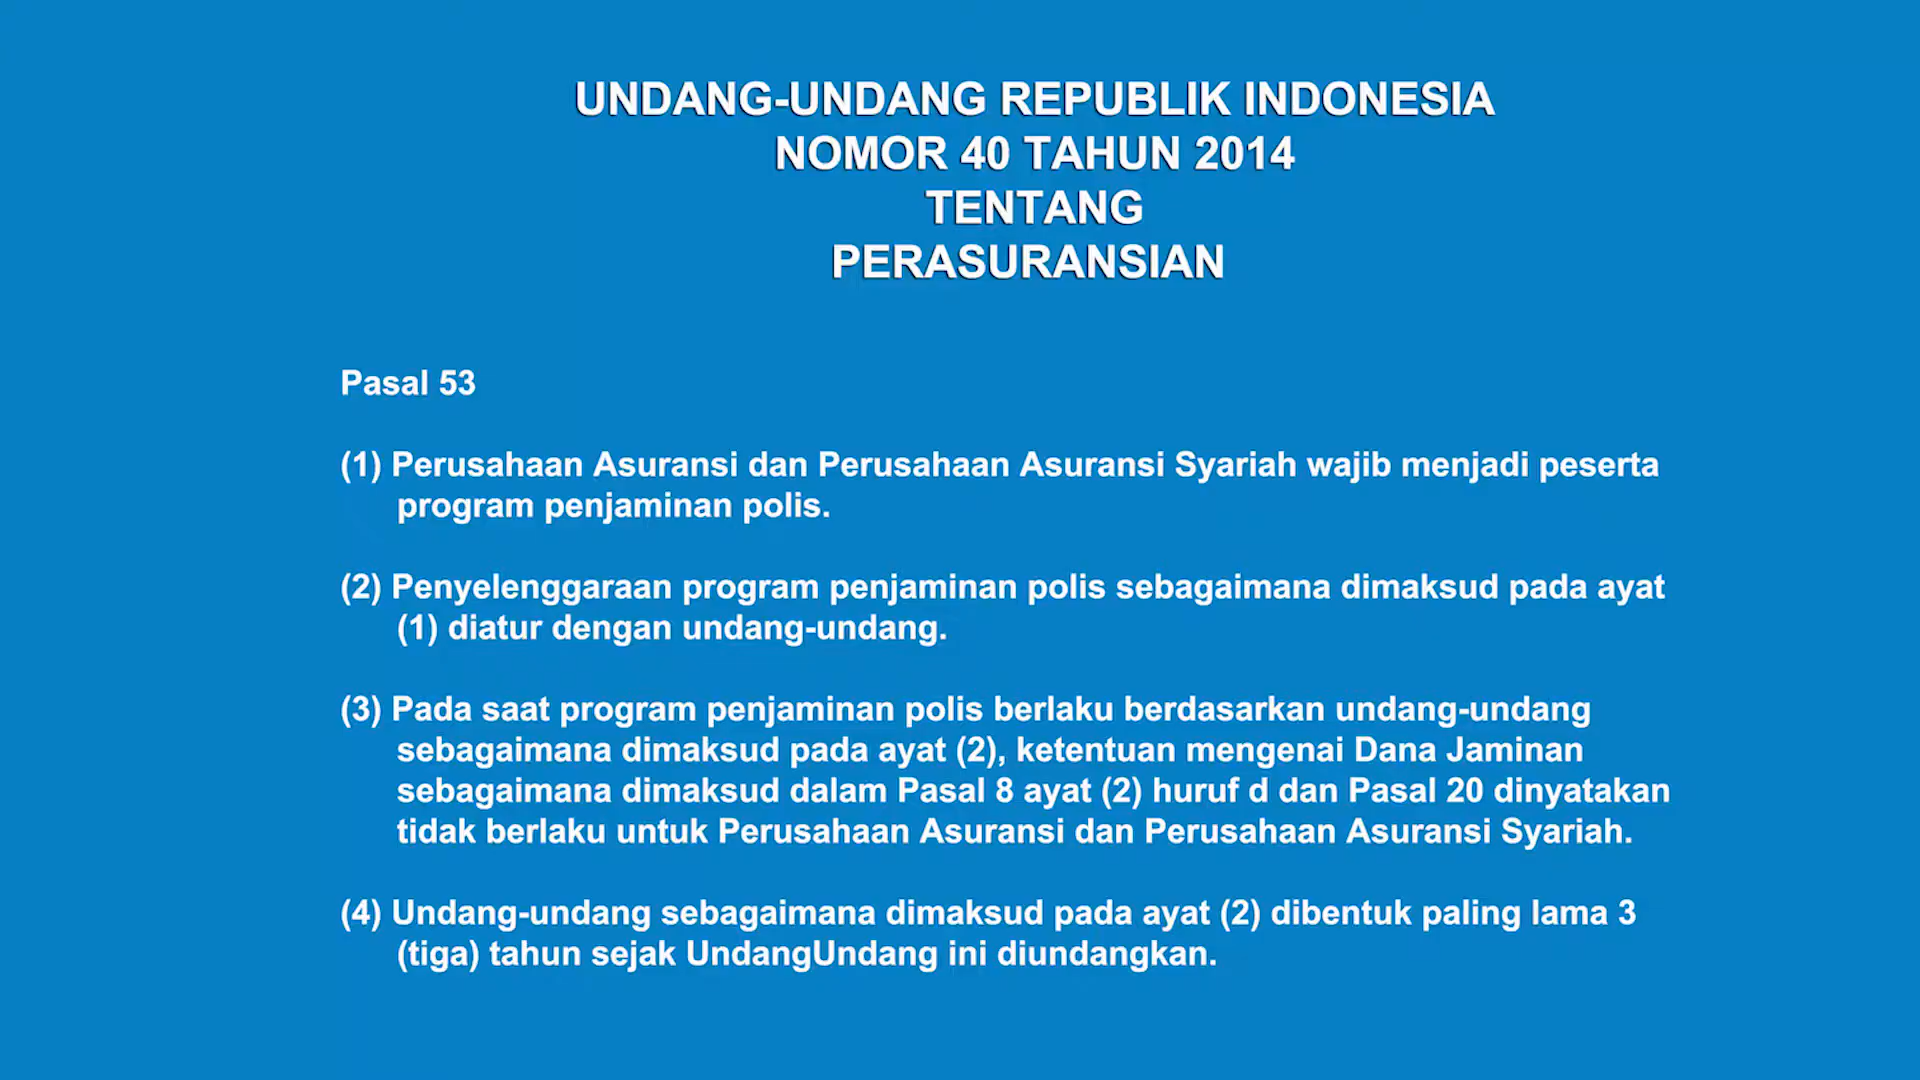 UNDANG-UNDANG REPUBLIK INDONESIA
NOMOR 40 TAHUN 2014
TENTANG
PERASURANSIAN
Pasal 53
(1) Perusahaan Asuransi dan Perusahaan Asuransi Syariah wajib menjadi peserta
program penjaminan polis.
(2) Penyelenggaraan program penjaminan polis sebagaimana dimaksud pada ayat
(1) diatur dengan undang-undang.
(3) Pada saat program penjaminan polis berlaku berdasarkan undang-undang
sebagaimana dimaksud pada ayat (2), ketentuan mengenai Dana Jaminan
sebagaimana dimaksud dalam Pasal 8 ayat (2) huruf d dan Pasal 20 dinyatakan
tidak berlaku untuk Perusahaan Asuransi dan Perusahaan Asuransi Syariah.
(4) Undang-undang sebagaimana dimaksud pada ayat (2) dibentuk paling lama 3
(tiga) tahun sejak UndangUndang ini diundangkan.